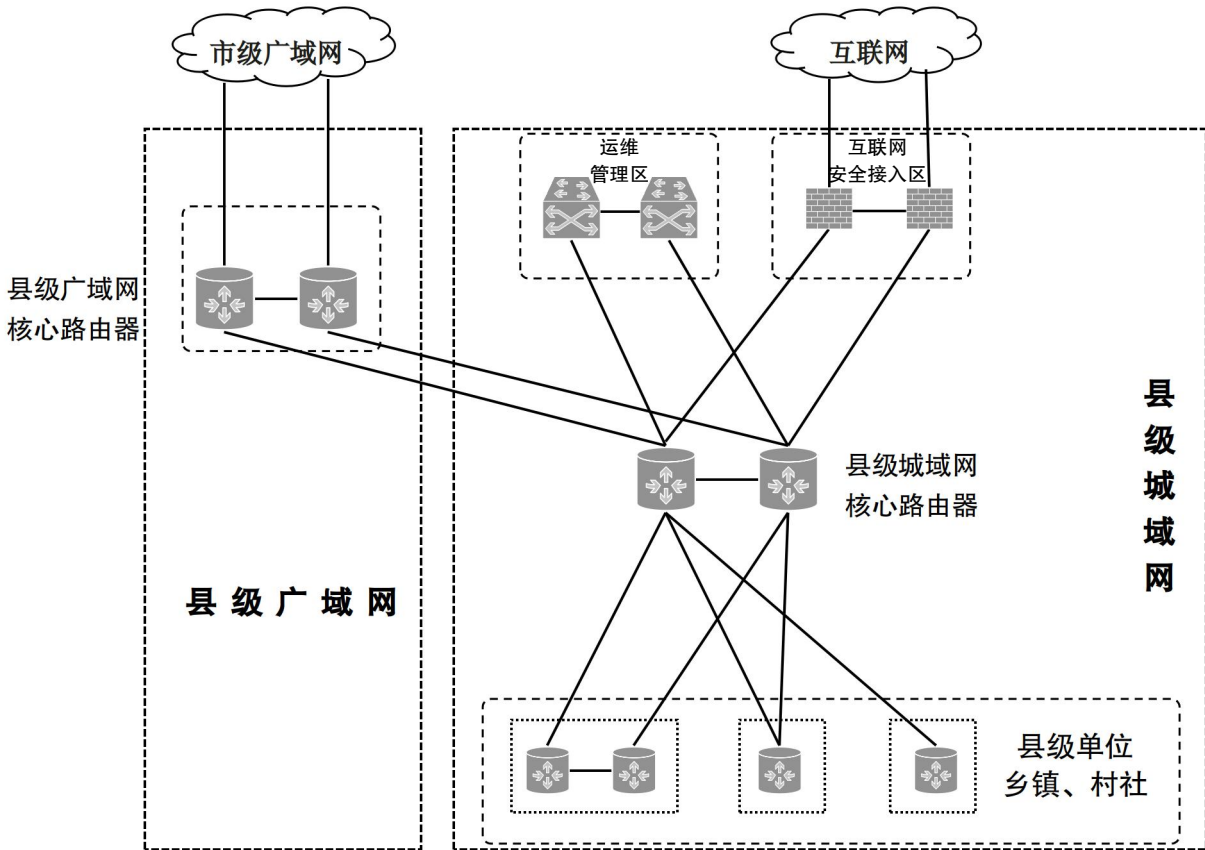 市级广域网
互联网
运维
管理区
互联网
安全接入区
县级广域网
核心路由器
县级城域网
核心路由器
县级城域网
县级广域网
县级单位
乡镇、村社